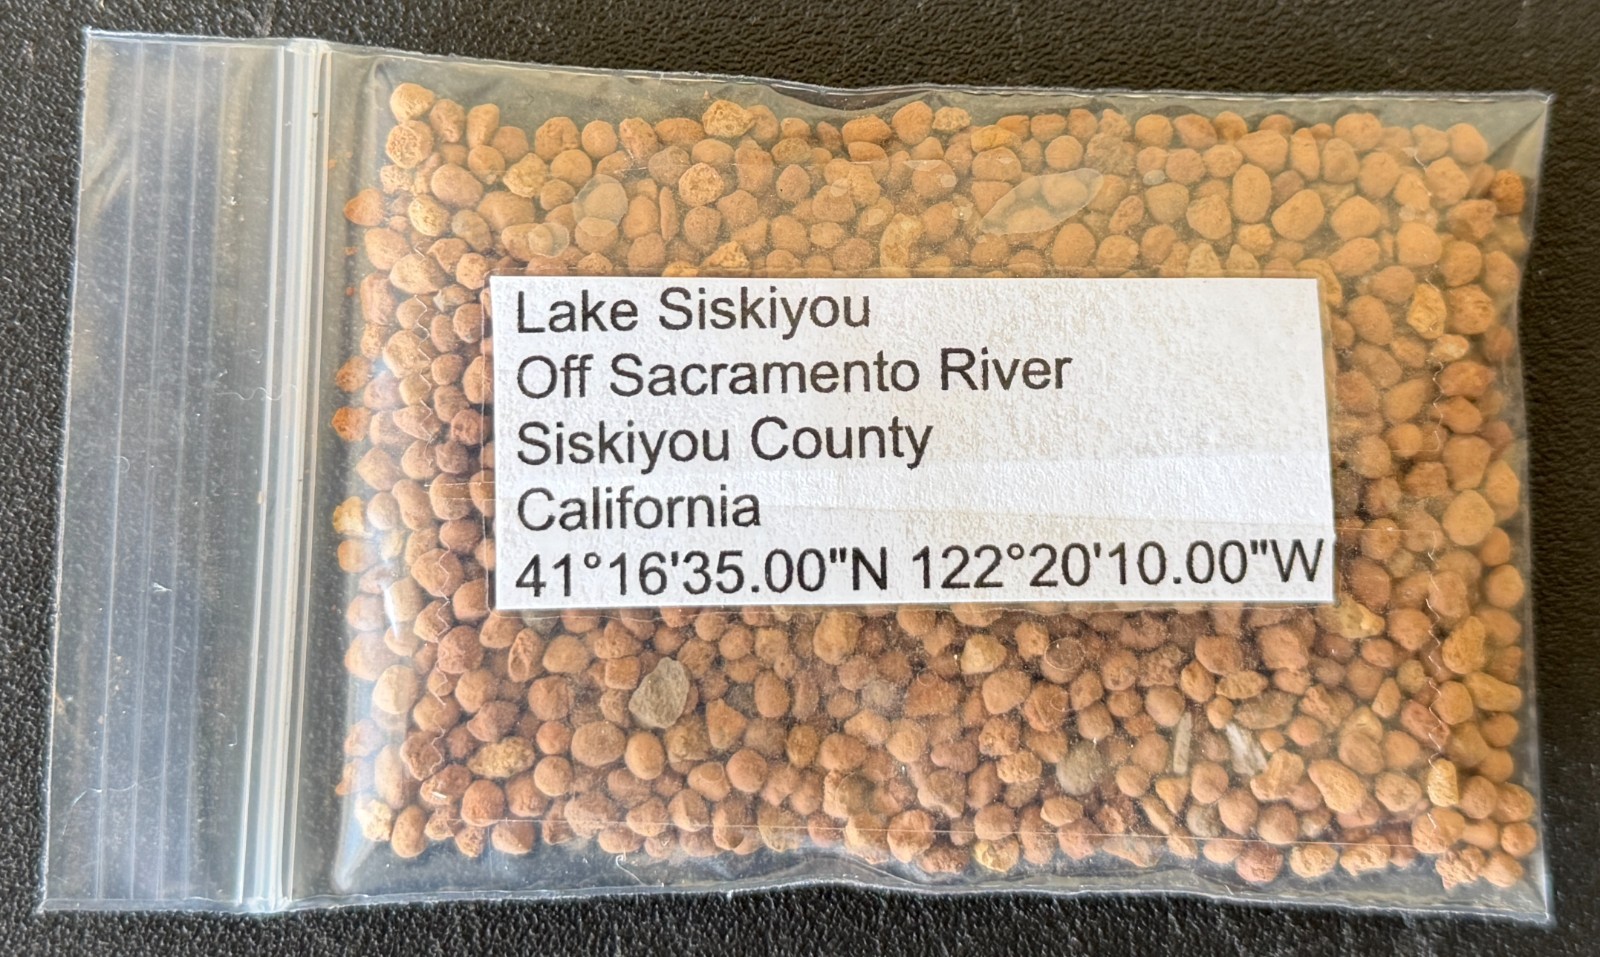 Lake Siskiyou
Off Sacramento River
Siskiyou County
California
41°16'35.00"N 122°20'10.00"W